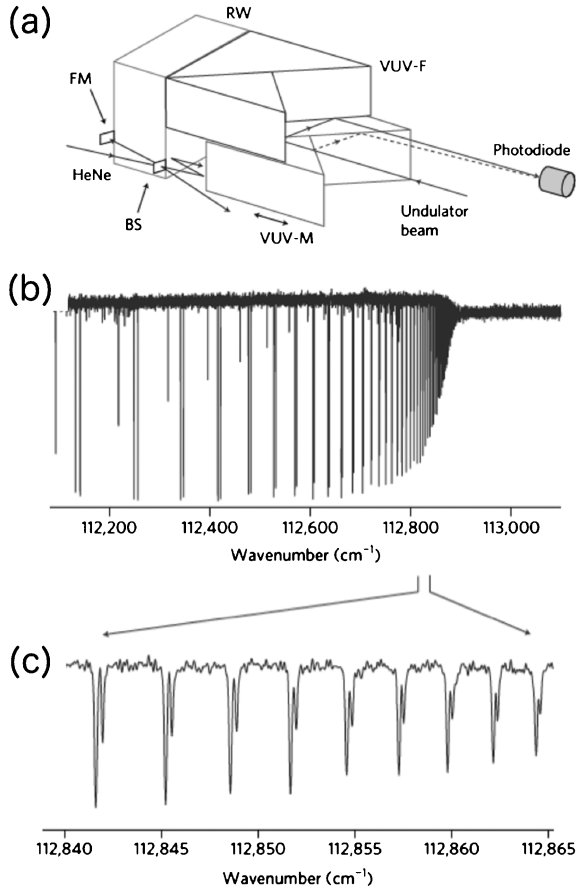 (a)
RW
VUV-F
FM
Photodiode
HeNe
BS
VUV-M
Undulator
beam
(b)
112,200 112,400 112,600 112,800 113,000
Wavenumber (cm⁻¹)
(c)
112,840 112,845 112,850 112,855 112,860 112,865
Wavenumber (cm⁻¹)